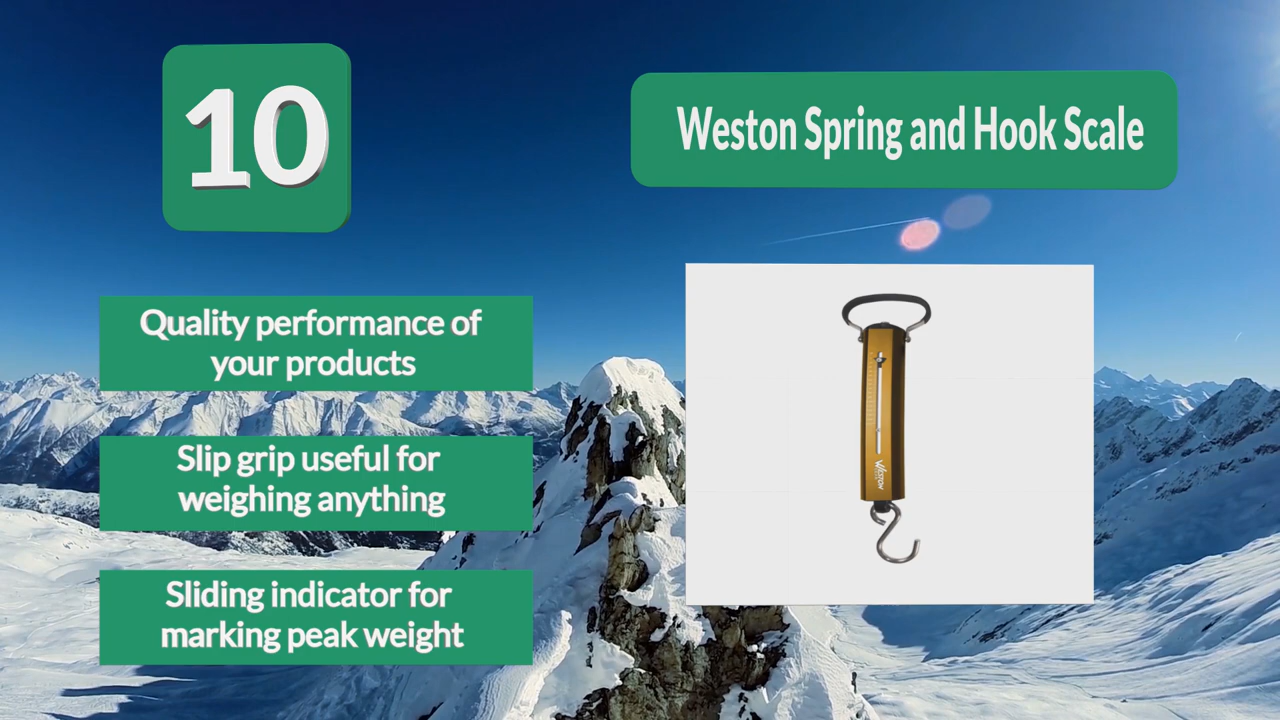 10
Weston Spring and Hook Scale
Quality performance of
your products
Slip grip useful for
weighing anything
Sliding indicator for
marking peak weight
WESTON